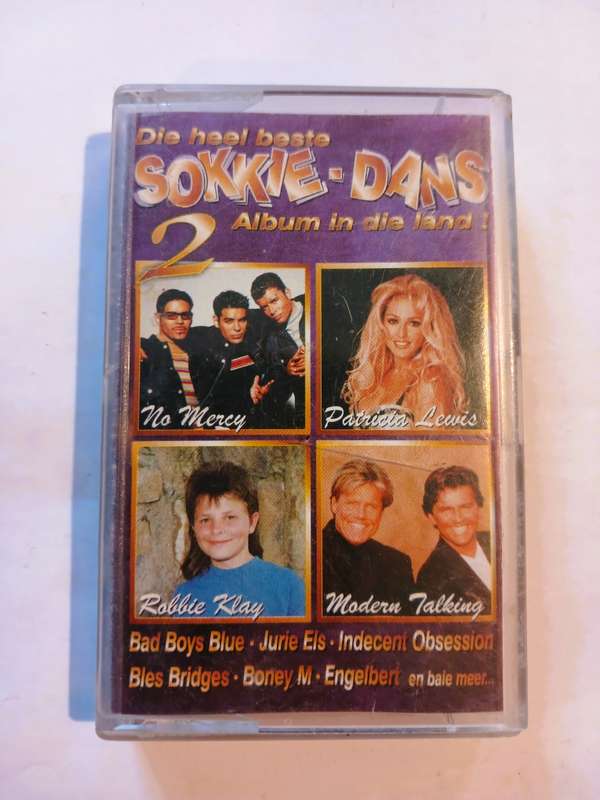 Die heel beste
SOKKIE-DANS
2 Album in die land!
No Mercy
Patricia Lewis
Robbie Klay
Modern Talking
Bad Boys Blue · Jurie Els · Indecent Obsession
Bles Bridges · Boney M · Engelbert en baie meer...